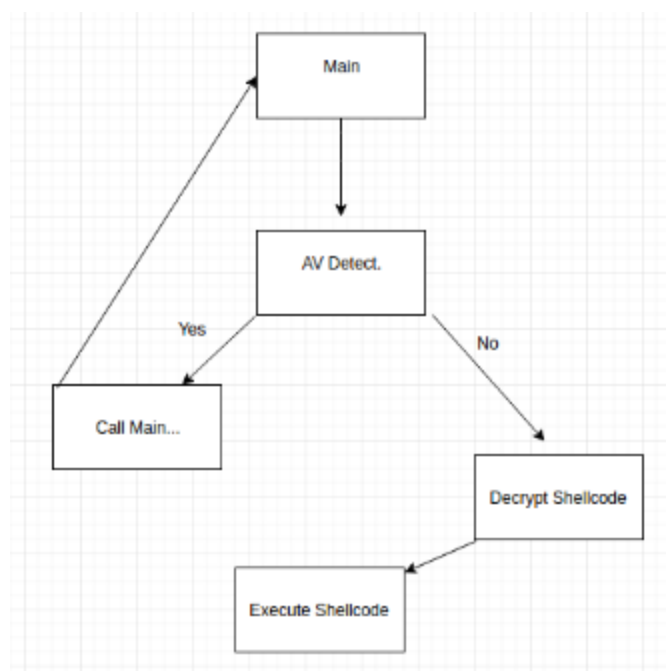 Main
AV Detect.
Yes
No
Call Main...
Decrypt Shellcode
Execute Shellcode